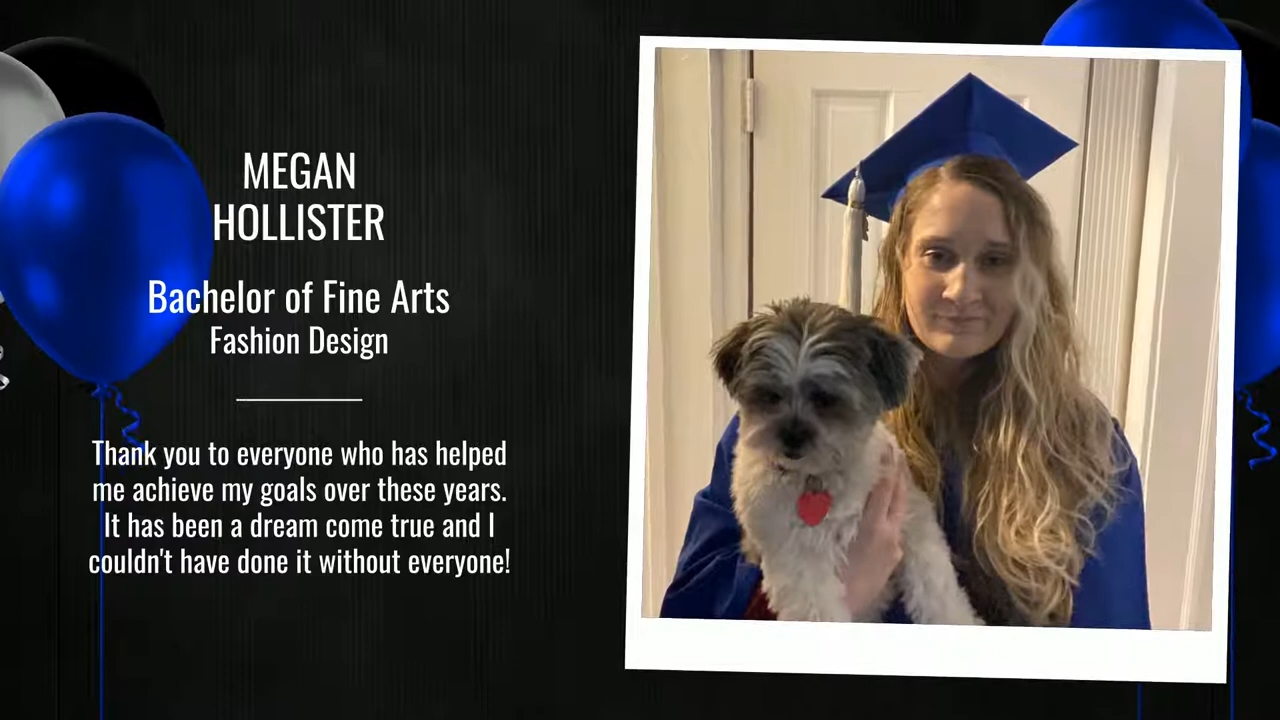 MEGAN
HOLLISTER
Bachelor of Fine Arts
Fashion Design
Thank you to everyone who has helped
me achieve my goals over these years.
It has been a dream come true and I
couldn't have done it without everyone!